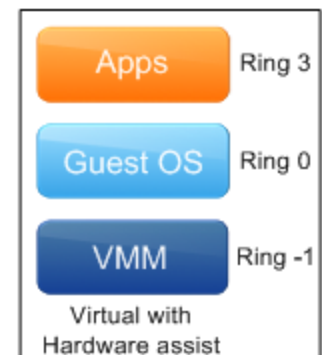 Apps Ring 3
Guest OS Ring 0
VMM Ring -1
Virtual with
Hardware assist